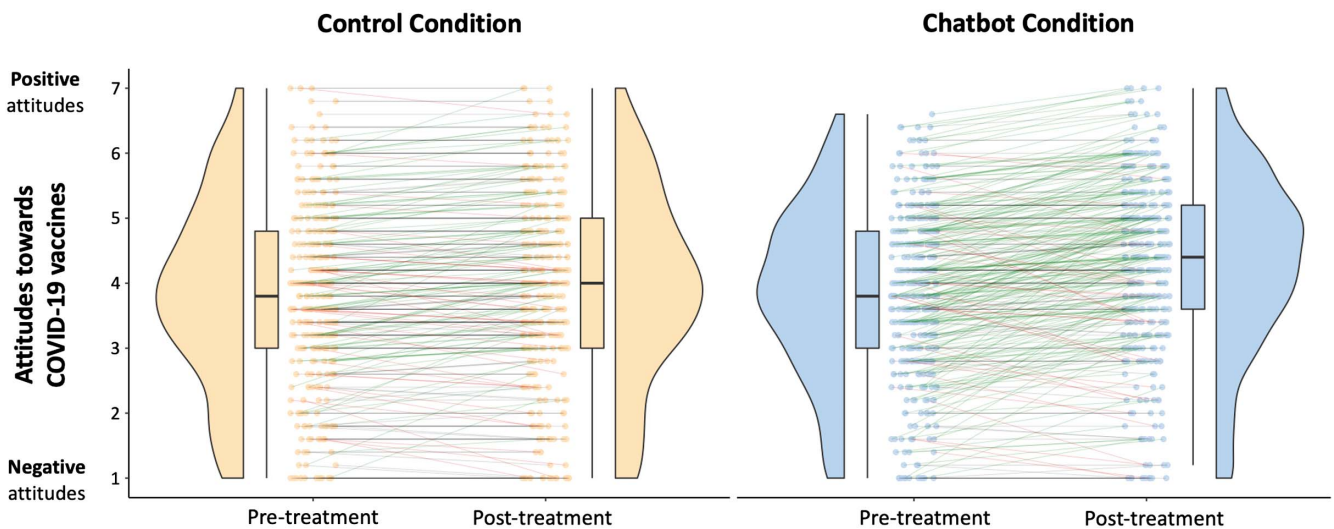 Control Condition
Chatbot Condition
Positive
attitudes
Attitudes towards
COVID-19 vaccines
Negative
attitudes
7
6
5
4
3
2
1
Pre-treatment
Post-treatment
Pre-treatment
Post-treatment